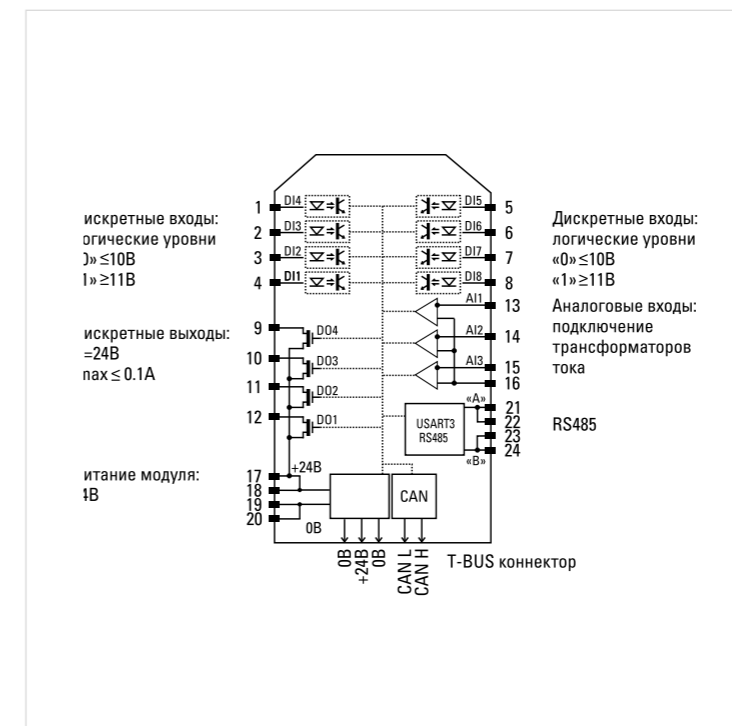 искретные входы:
огические уровни
0» ≤10В
1» ≥11В
искретные выходы:
=24В
max ≤ 0.1А
итание модуля:
4В
1
2
3
4
9
10
11
12
17
18
19
20
DI4
DI3
DI2
DI1
DO4
DO3
DO2
DO1
+24В
0В
DI5
DI6
DI7
DI8
AI1
AI2
AI3
«А»
USART3
RS485
«В»
CAN
5
6
7
8
13
14
15
16
21
22
23
24
Дискретные входы:
логические уровни
«0» ≤10В
«1» ≥11В
Аналоговые входы:
подключение
трансформаторов
тока
RS485
0В
+24В
0В
CAN L
CAN H
T-BUS коннектор